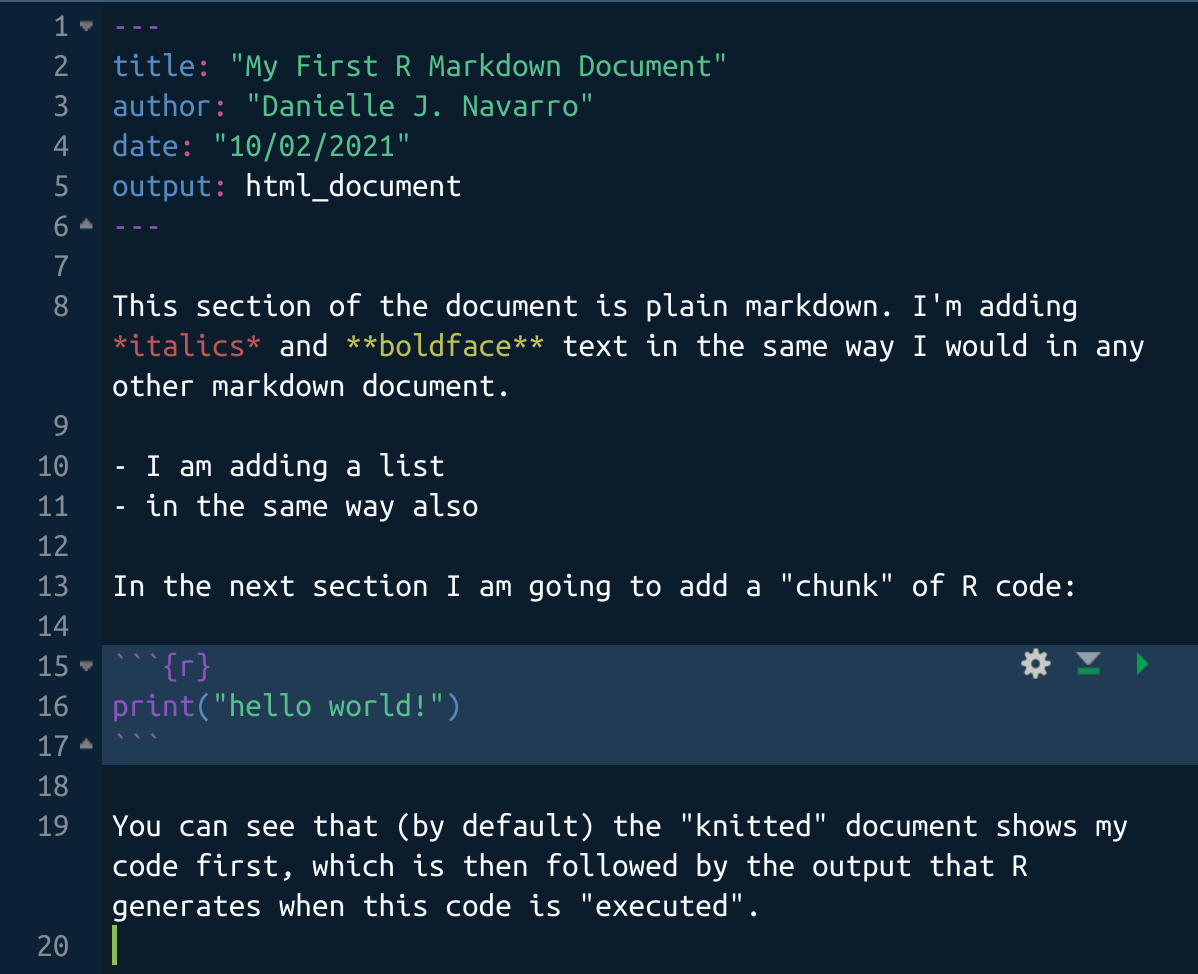 1 ---
2 title: "My First R Markdown Document"
3 author: "Danielle J. Navarro"
4 date: "10/02/2021"
5 output: html_document
6 ---
7
8 This section of the document is plain markdown. I'm adding
*italics* and **boldface** text in the same way I would in any
other markdown document.
9
10 - I am adding a list
11 - in the same way also
12
13 In the next section I am going to add a "chunk" of R code:
14
15 ```{r}
16 print("hello world!")
17 ```
18
19 You can see that (by default) the "knitted" document shows my
code first, which is then followed by the output that R
generates when this code is "executed".
20